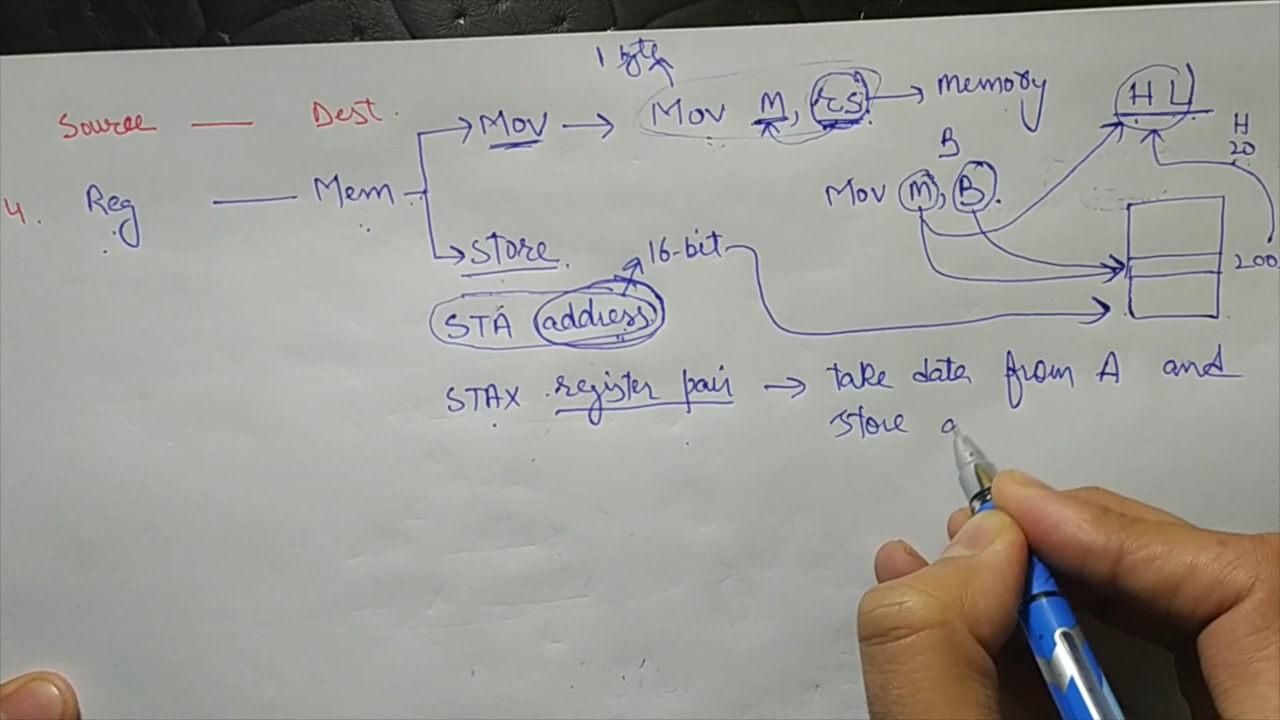 1 byte
Source — Dest.
Mov → Mov M, rs → memory
H L
H
20
B
4. Reg — Mem
Mov M, B.
Store.
16-bit
200
STA address
STAX register pair → take data from A and
store a